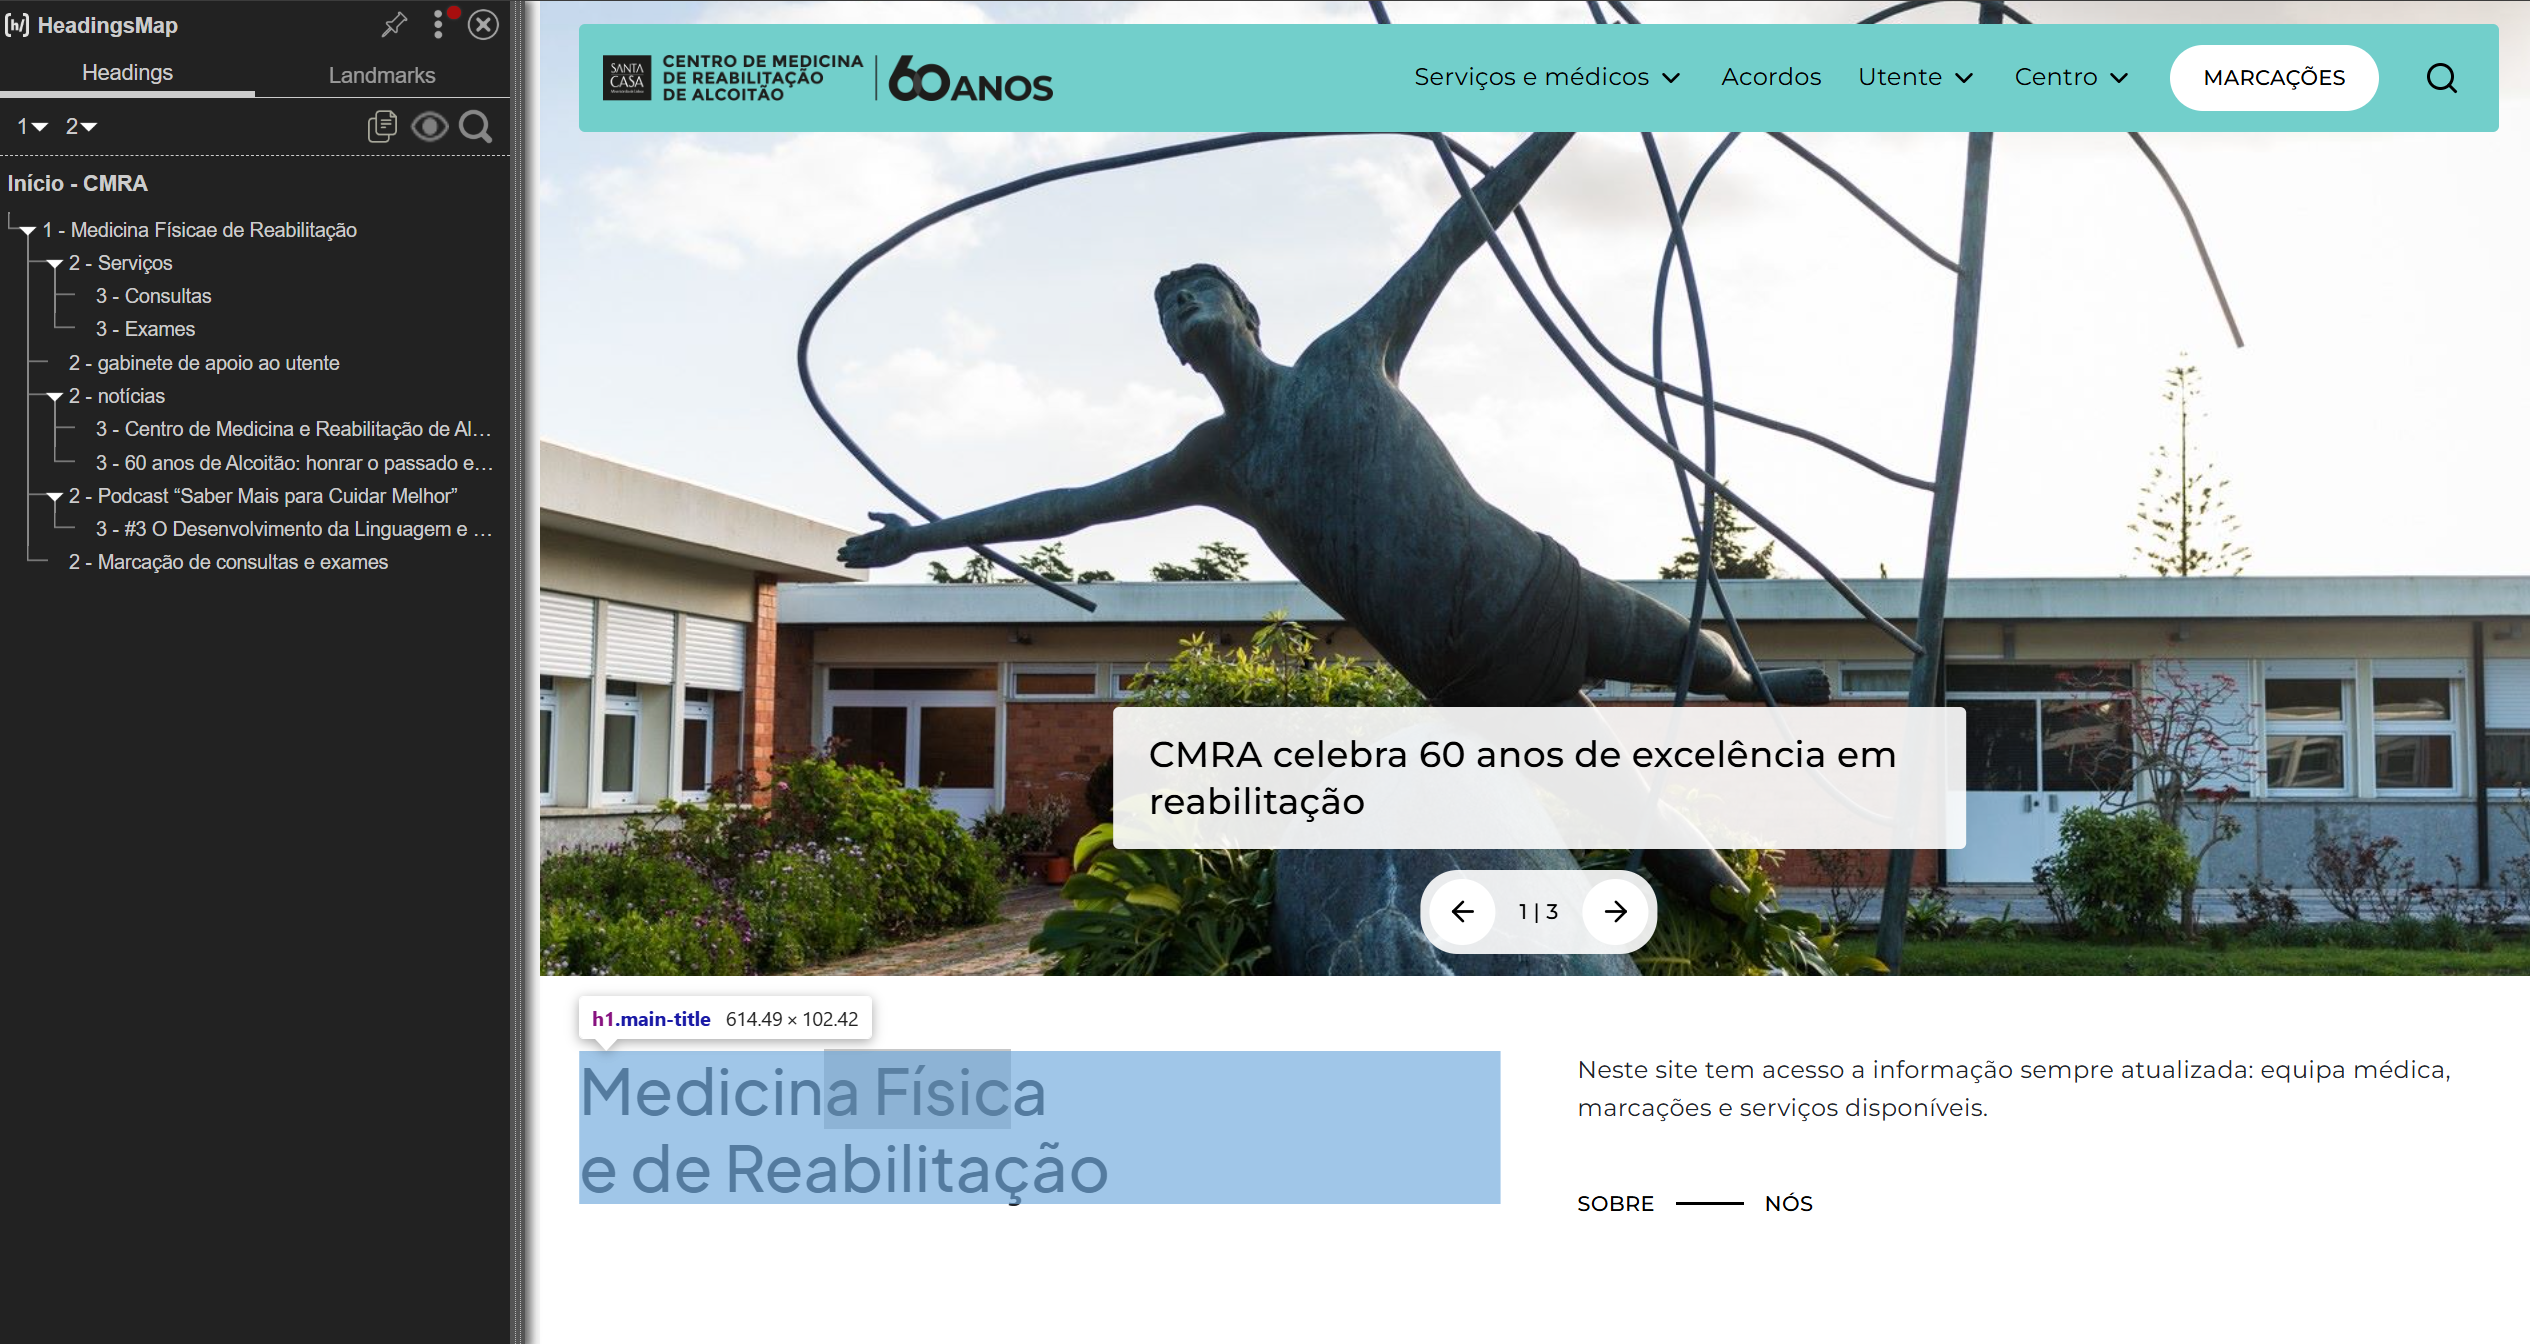 [h/] HeadingsMap
Headings
Landmarks
1 2
Início - CMRA
1 - Medicina Físicae de Reabilitação
2 - Serviços
3 - Consultas
3 - Exames
2 - gabinete de apoio ao utente
2 - notícias
3 - Centro de Medicina e Reabilitação de Al...
3 - 60 anos de Alcoitão: honrar o passado e...
2 - Podcast “Saber Mais para Cuidar Melhor”
3 - #3 O Desenvolvimento da Linguagem e ...
2 - Marcação de consultas e exames
SANTA
CASA
CENTRO DE MEDICINA
DE REABILITAÇÃO
DE ALCOITÃO
60 ANOS
Serviços e médicos Acordos Utente Centro MARCAÇÕES
CMRA celebra 60 anos de excelência em
reabilitação
1 | 3
h1.main-title 614.49 × 102.42
Medicina Física
e de Reabilitação
Neste site tem acesso a informação sempre atualizada: equipa médica,
marcações e serviços disponíveis.
SOBRE NÓS